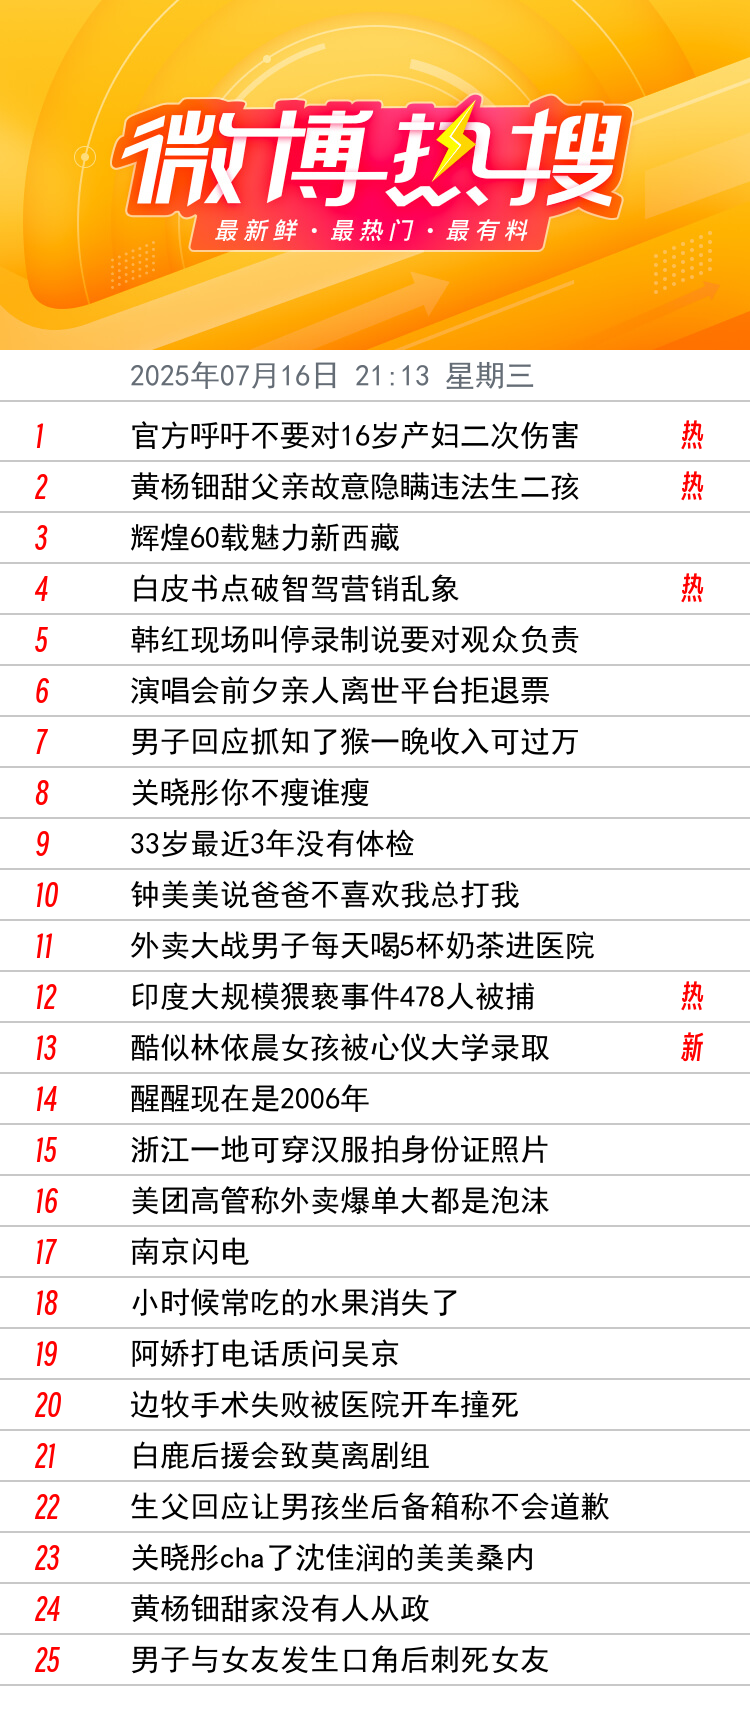 微博热搜
最新鲜·最热门·最有料
2025年07月16日 21:13 星期三
1 官方呼吁不要对16岁产妇二次伤害 热
2 黄杨钿甜父亲故意隐瞒违法生二孩 热
3 辉煌60载魅力新西藏
4 白皮书点破智驾营销乱象 热
5 韩红现场叫停录制说要对观众负责
6 演唱会前夕亲人离世平台拒退票
7 男子回应抓知了猴一晚收入可过万
8 关晓彤你不瘦谁瘦
9 33岁最近3年没有体检
10 钟美美说爸爸不喜欢我总打我
11 外卖大战男子每天喝5杯奶茶进医院
12 印度大规模猥亵事件478人被捕 热
13 酷似林依晨女孩被心仪大学录取 新
14 醒醒现在是2006年
15 浙江一地可穿汉服拍身份证照片
16 美团高管称外卖爆单大都是泡沫
17 南京闪电
18 小时候常吃的水果消失了
19 阿娇打电话质问吴京
20 边牧手术失败被医院开车撞死
21 白鹿后援会致莫离剧组
22 生父回应让男孩坐后备箱称不会道歉
23 关晓彤cha了沈佳润的美美桑内
24 黄杨钿甜家没有人从政
25 男子与女友发生口角后刺死女友